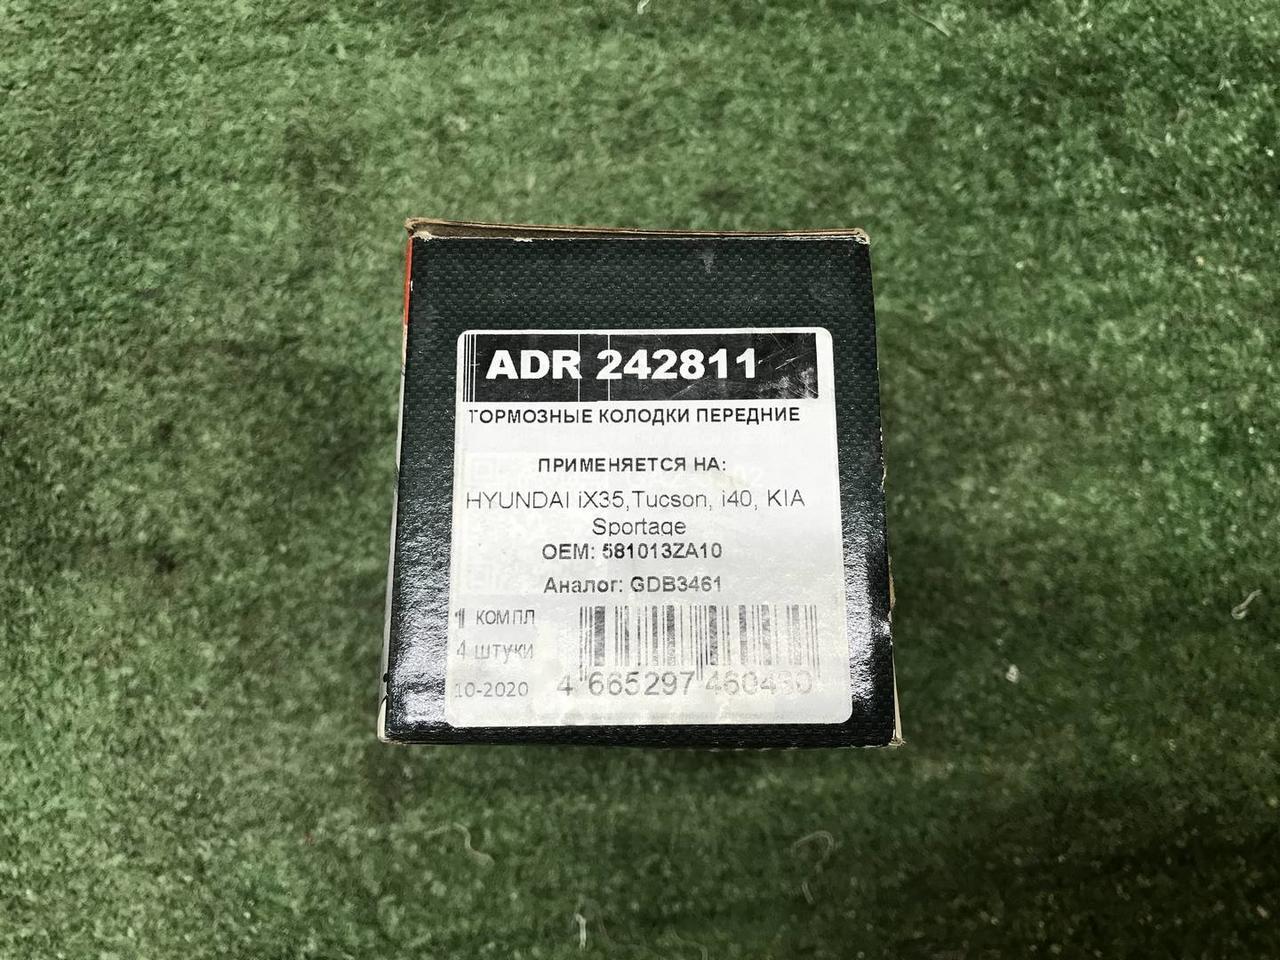 ADR 242811
ТОРМОЗНЫЕ КОЛОДКИ ПЕРЕДНИЕ
ПРИМЕНЯЕТСЯ НА:
HYUNDAI iX35,Tucson, i40, KIA
Sportage
OEM: 581013ZA10
Аналог: GDB3461
1 КОМПЛ
4 ШТУКИ
10-2020
4 665297 460430